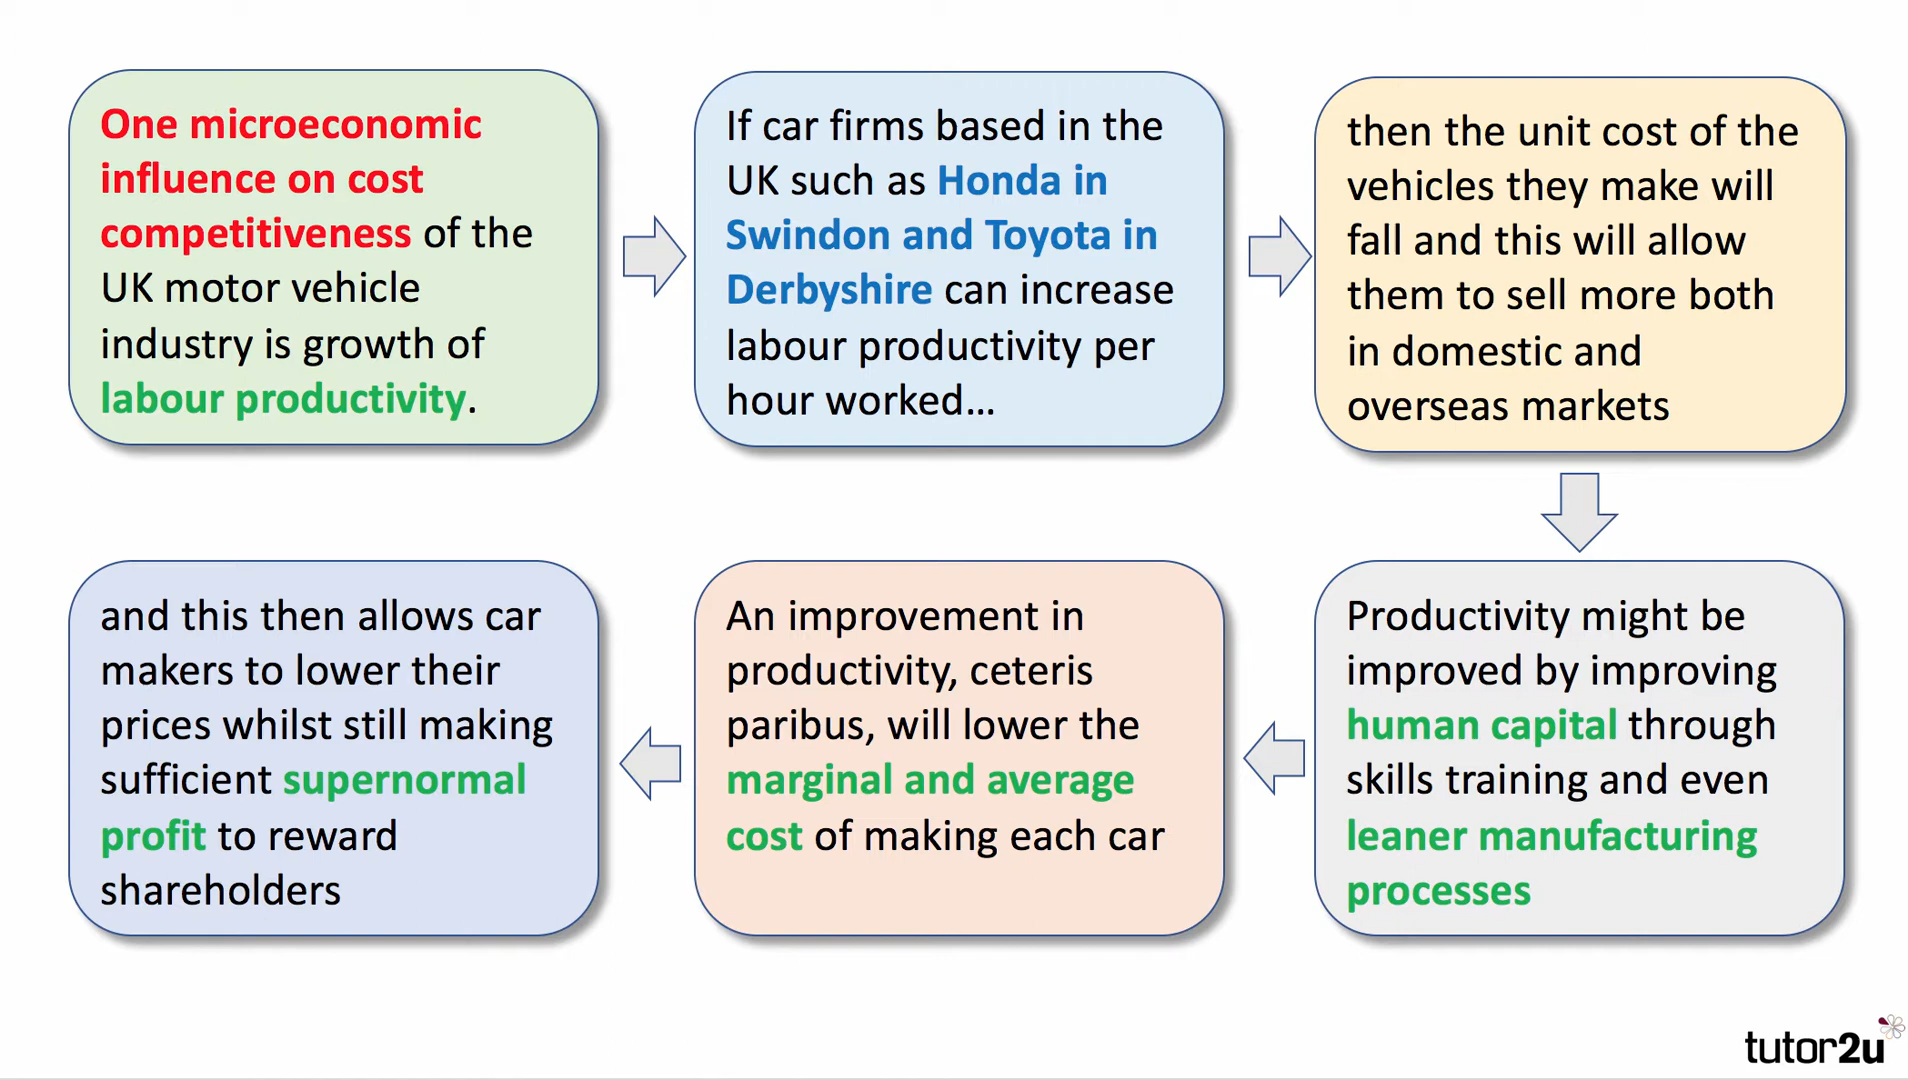 One microeconomic
influence on cost
competitiveness of the
UK motor vehicle
industry is growth of
labour productivity.
If car firms based in the
UK such as Honda in
Swindon and Toyota in
Derbyshire can increase
labour productivity per
hour worked...
then the unit cost of the
vehicles they make will
fall and this will allow
them to sell more both
in domestic and
overseas markets
Productivity might be
improved by improving
human capital through
skills training and even
leaner manufacturing
processes
An improvement in
productivity, ceteris
paribus, will lower the
marginal and average
cost of making each car
and this then allows car
makers to lower their
prices whilst still making
sufficient supernormal
profit to reward
shareholders
tutor2u